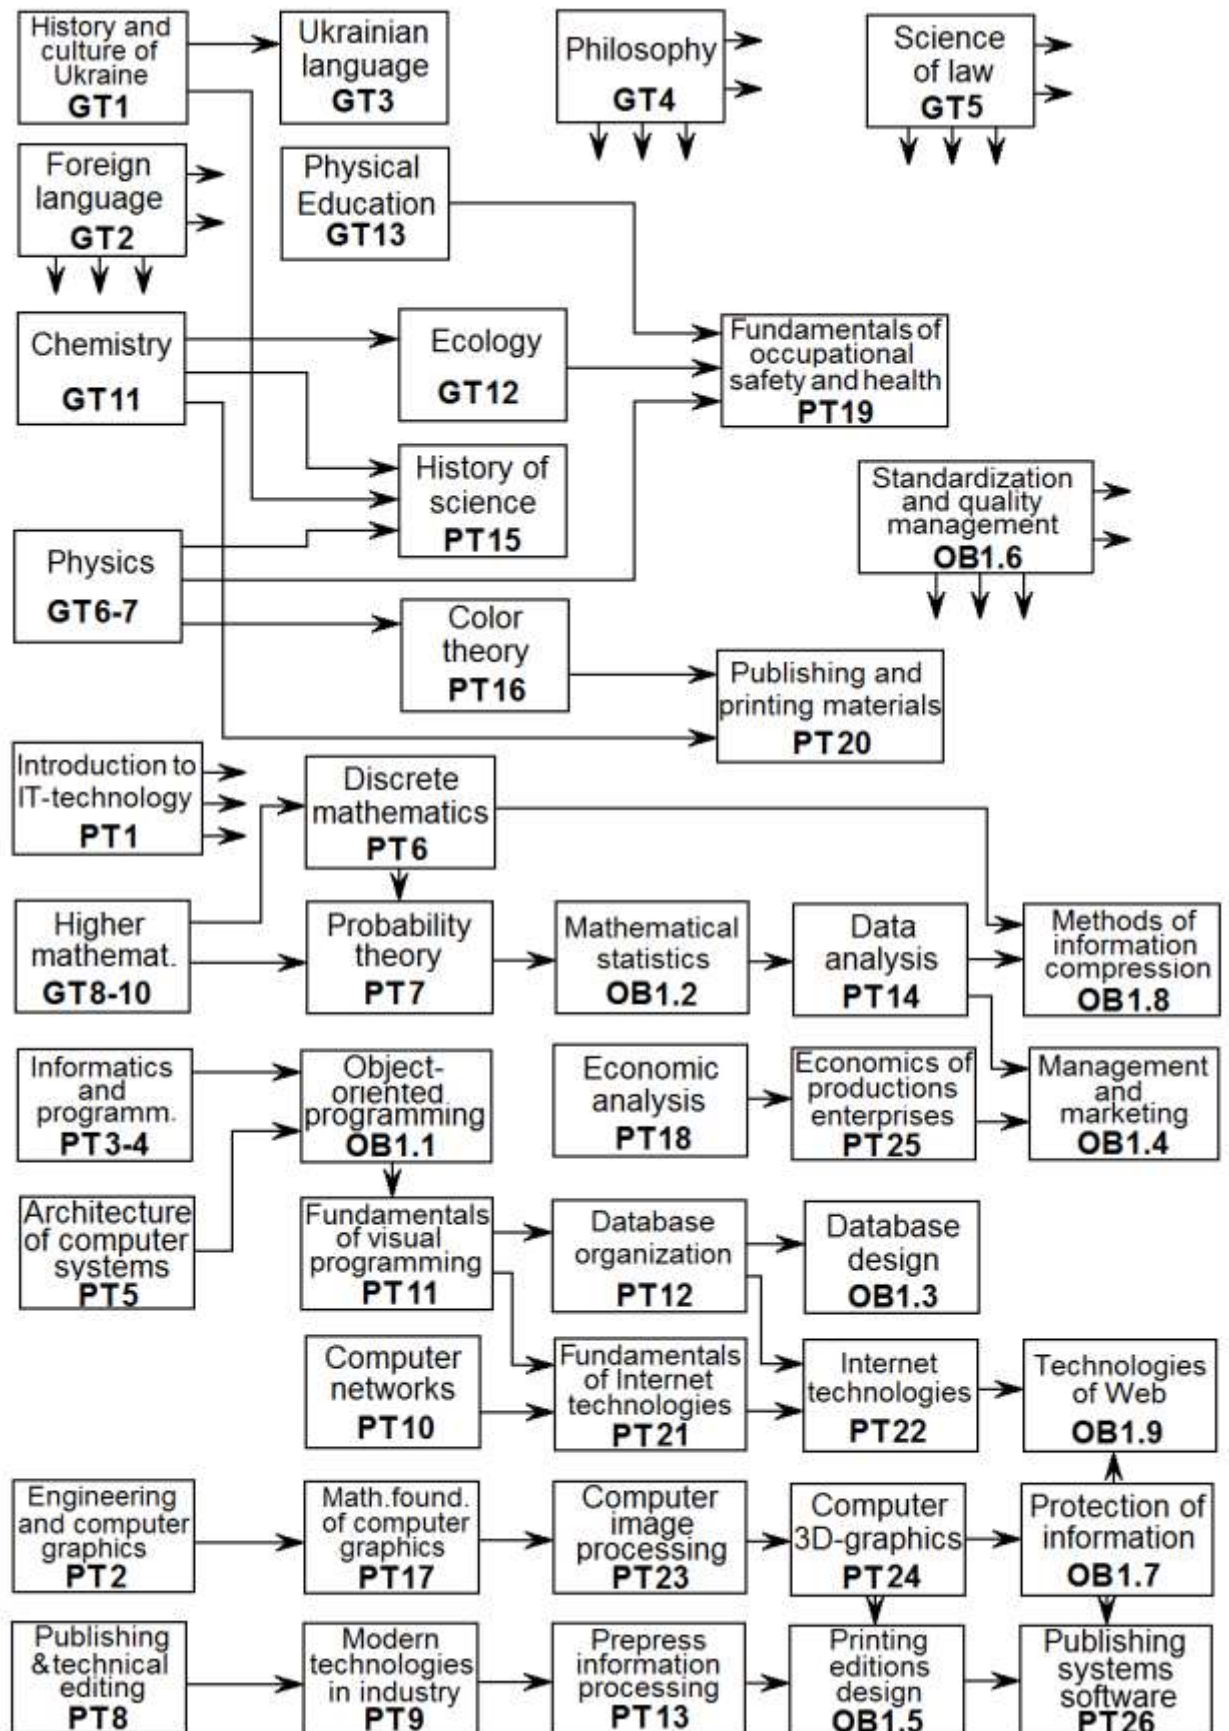 History and
culture of
Ukraine
GT1
Ukrainian
language
GT3
Philosophy
GT4
Science
of law
GT5
Foreign
language
GT2
Physical
Education
GT13
Chemistry
GT11
Ecology
GT12
Fundamentals of
occupational
safety and health
PT19
History of
science
PT15
Standardization
and quality
management
OB1.6
Physics
GT6-7
Color
theory
PT16
Publishing and
printing materials
PT20
Introduction to
IT-technology
PT1
Discrete
mathematics
PT6
Higher
mathemat.
GT8-10
Probability
theory
PT7
Mathematical
statistics
OB1.2
Data
analysis
PT14
Methods of
information
compression
OB1.8
Informatics
and
programm.
PT3-4
Object-
oriented
programming
OB1.1
Economic
analysis
PT18
Economics of
productions
enterprises
PT25
Management
and
marketing
OB1.4
Architecture
of computer
systems
PT5
Fundamentals
of visual
programming
PT11
Database
organization
PT12
Database
design
OB1.3
Computer
networks
PT10
Fundamentals
of Internet
technologies
PT21
Internet
technologies
PT22
Technologies
of Web
OB1.9
Engineering
and computer
graphics
PT2
Math.found.
of computer
graphics
PT17
Computer
image
processing
PT23
Computer
3D-graphics
PT24
Protection of
information
OB1.7
Publishing
&technical
editing
PT8
Modern
technologies
in industry
PT9
Prepress
information
processing
PT13
Printing
editions
design
OB1.5
Publishing
systems
software
PT26